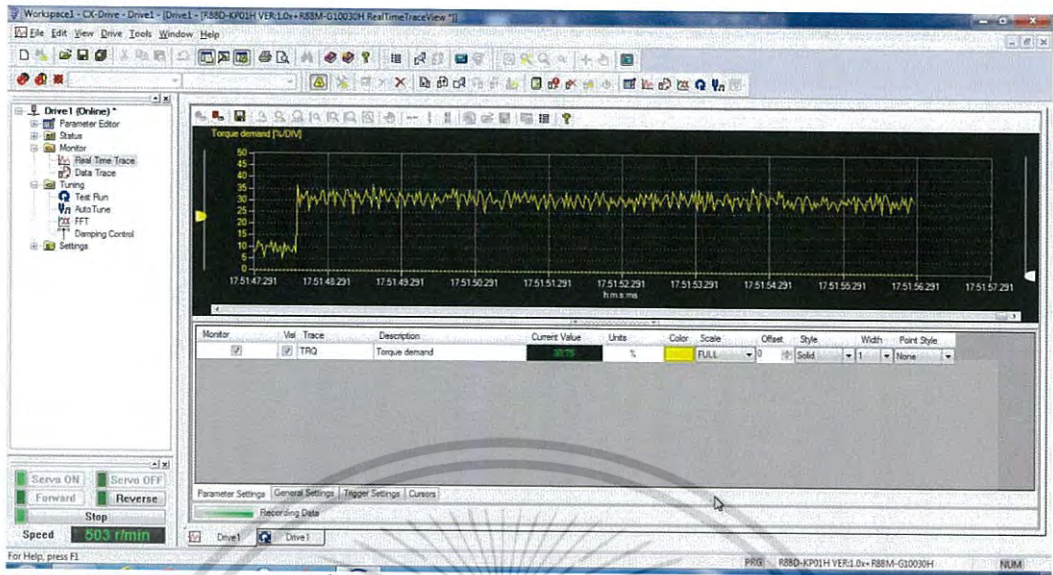 Workspace1 - CX-Drive - Drive1 - [Drive1 - [R88D-KP01H VER:1.0x+R88M-G10030H RealTimeTraceView *]]
File Edit View Drive Tools Window Help
Drive1 (Online) *
Parameter Editor
Status
Monitor
Real Time Trace
Data Trace
Tuning
Test Run
AutoTune
FFT
Damping Control
Settings
Torque demand [%/DIV]
50
45
40
35
30
25
20
15
10
5
0
17:51:47.291 17:51:48.291 17:51:49.291 17:51:50.291 17:51:51.291 17:51:52.291 17:51:53.291 17:51:54.291 17:51:55.291 17:51:56.291 17:51:57.291
h:m:s:ms
Monitor Vis Trace Description Current Value Units Color Scale Offset Style Width Point Style
TRQ Torque demand % FULL 0 Solid 1 None
Parameter Settings General Settings Trigger Settings Cursors
Recording Data
Servo ON Servo OFF
Forward Reverse
Stop
Speed 503 r/min
Drive1 Drive1
For Help, press F1
PRG R88D-KP01H VER:1.0x+R88M-G10030H NUM